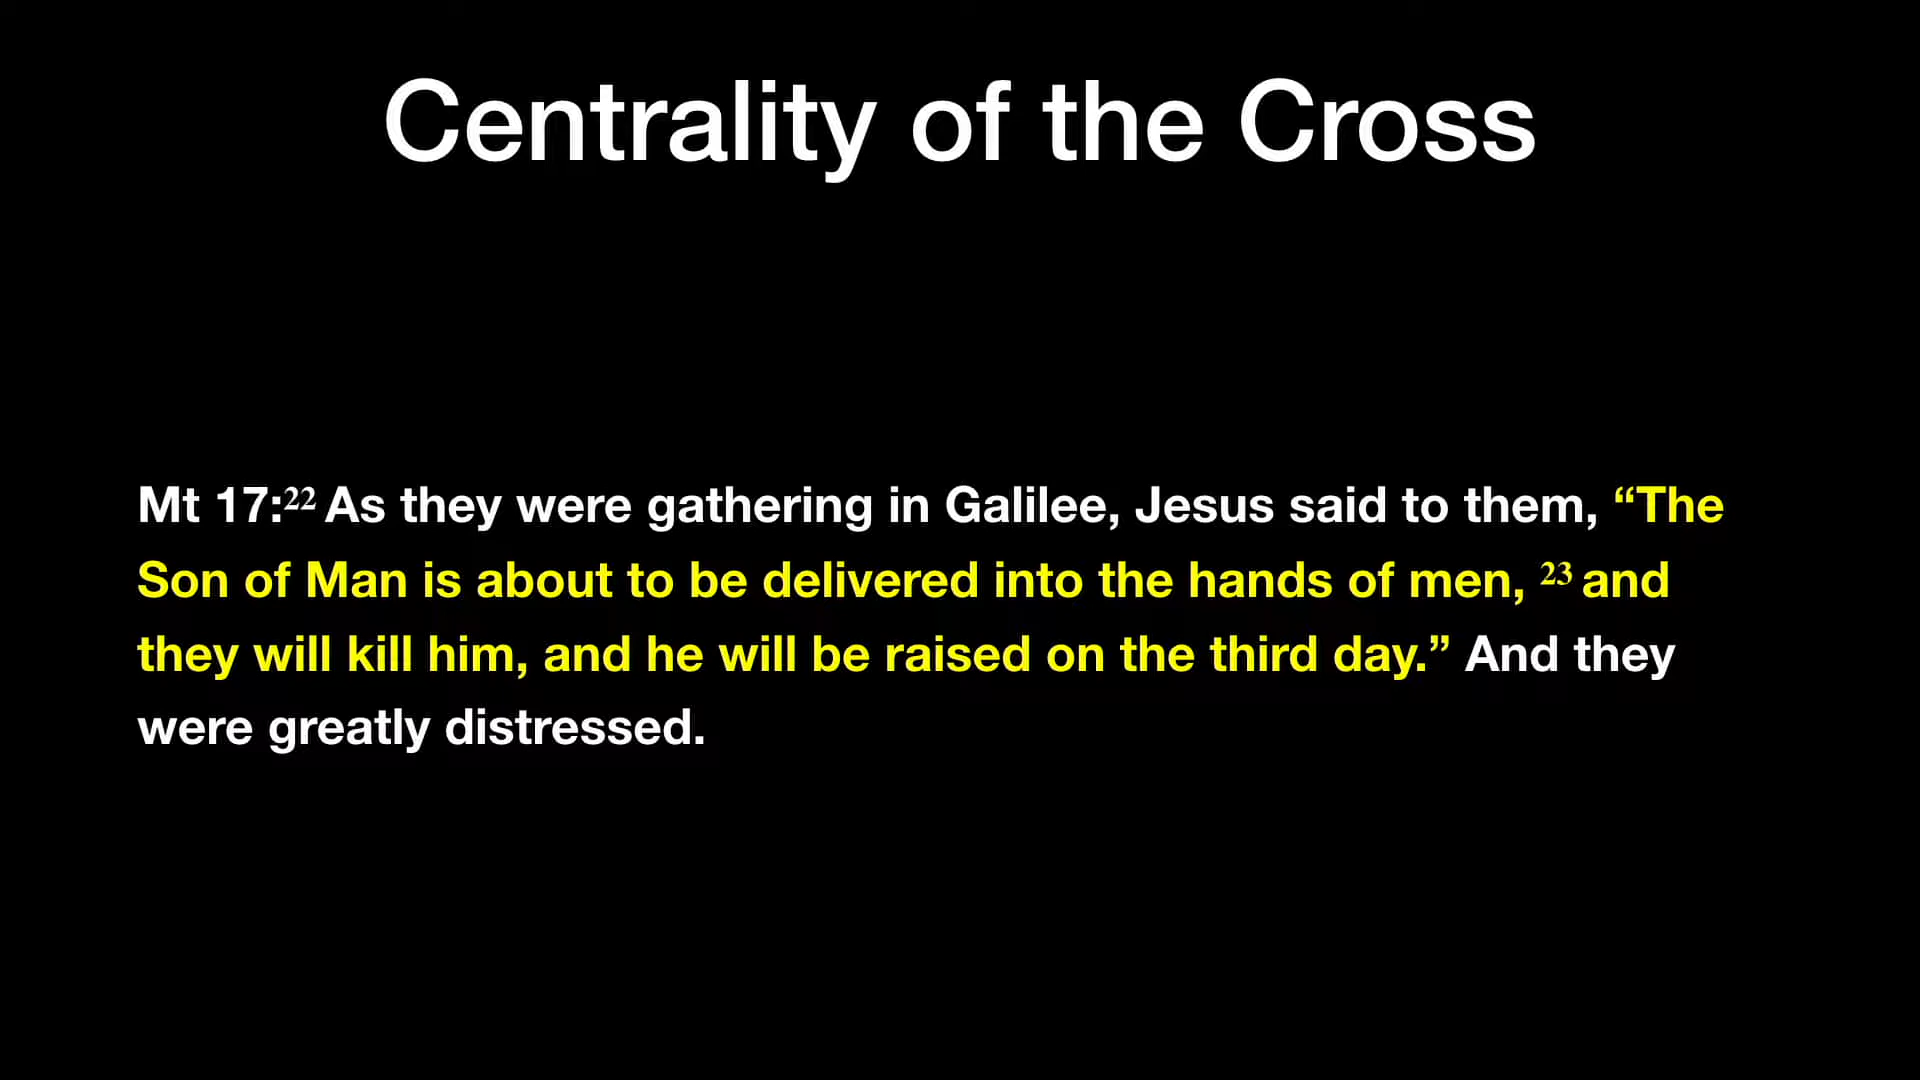 Centrality of the Cross
Mt 17:22 As they were gathering in Galilee, Jesus said to them, “The
Son of Man is about to be delivered into the hands of men, 23 and
they will kill him, and he will be raised on the third day.” And they
were greatly distressed.